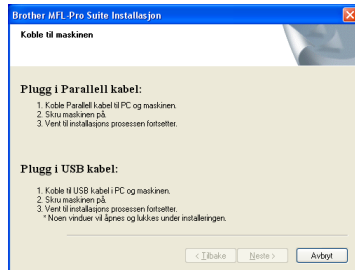 Brother MFL-Pro Suite Installasjon
Koble til maskinen
Plugg i Parallell kabel:
1. Koble Parallell kabel til PC og maskinen.
2. Skru maskinen på.
3. Vent til installasjons prosessen fortsetter.
Plugg i USB kabel:
1. Koble til USB kabel i PC og maskinen.
2. Skru maskinen på.
3. Vent til installasjons prosessen fortsetter.
* Noen vinduer vil åpnes og lukkes under installeringen.
< Tilbake Neste > Avbryt